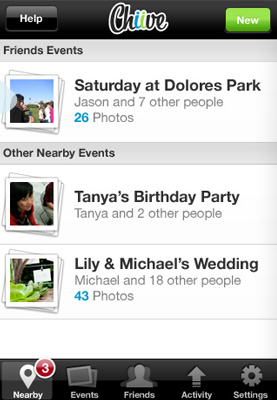 Help
Chiive
New
Friends Events
Saturday at Dolores Park
Jason and 7 other people
26 Photos
Other Nearby Events
Tanya's Birthday Party
Tanya and 2 other people
Lily & Michael's Wedding
Michael and 18 other people
43 Photos
3
Nearby Events Friends Activity Settings